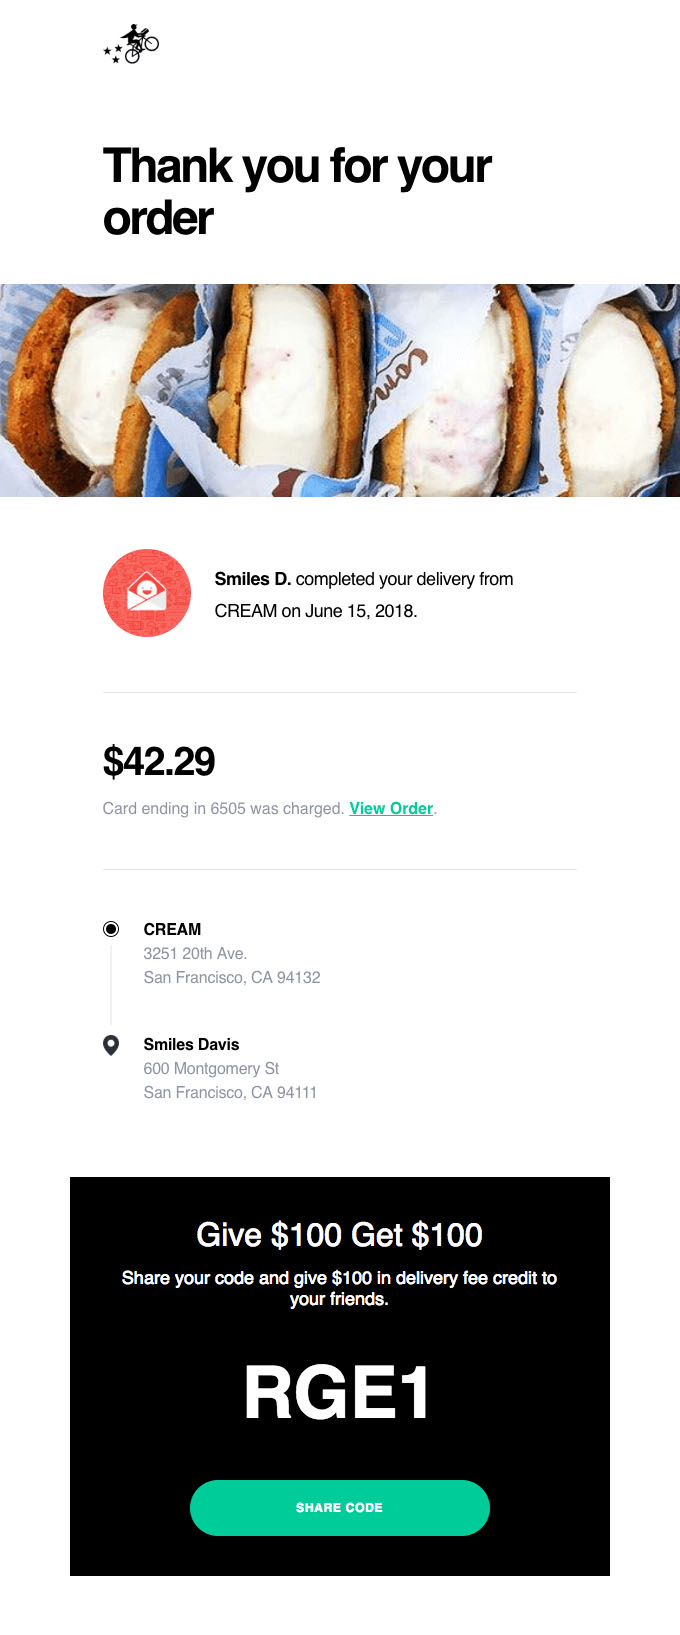 Thank you for your
order
Com
Smiles D. completed your delivery from
CREAM on June 15, 2018.
$42.29
Card ending in 6505 was charged. View Order.
CREAM
3251 20th Ave.
San Francisco, CA 94132
Smiles Davis
600 Montgomery St
San Francisco, CA 94111
Give $100 Get $100
Share your code and give $100 in delivery fee credit to
your friends.
RGE1
SHARE CODE